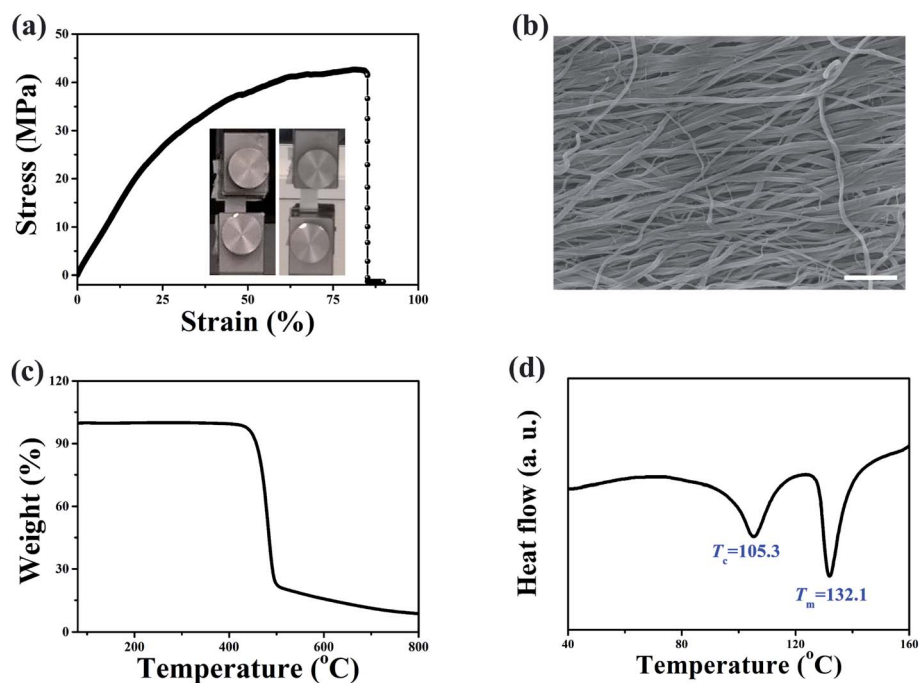 (a)
50
40
30
20
10
0
Stress (MPa)
0 25 50 75 100
Strain (%)
(b)
(c)
120
90
60
30
0
Weight (%)
200 400 600 800
Temperature (°C)
(d)
Heat flow (a. u.)
Tc=105.3
Tm=132.1
40 80 120 160
Temperature (°C)